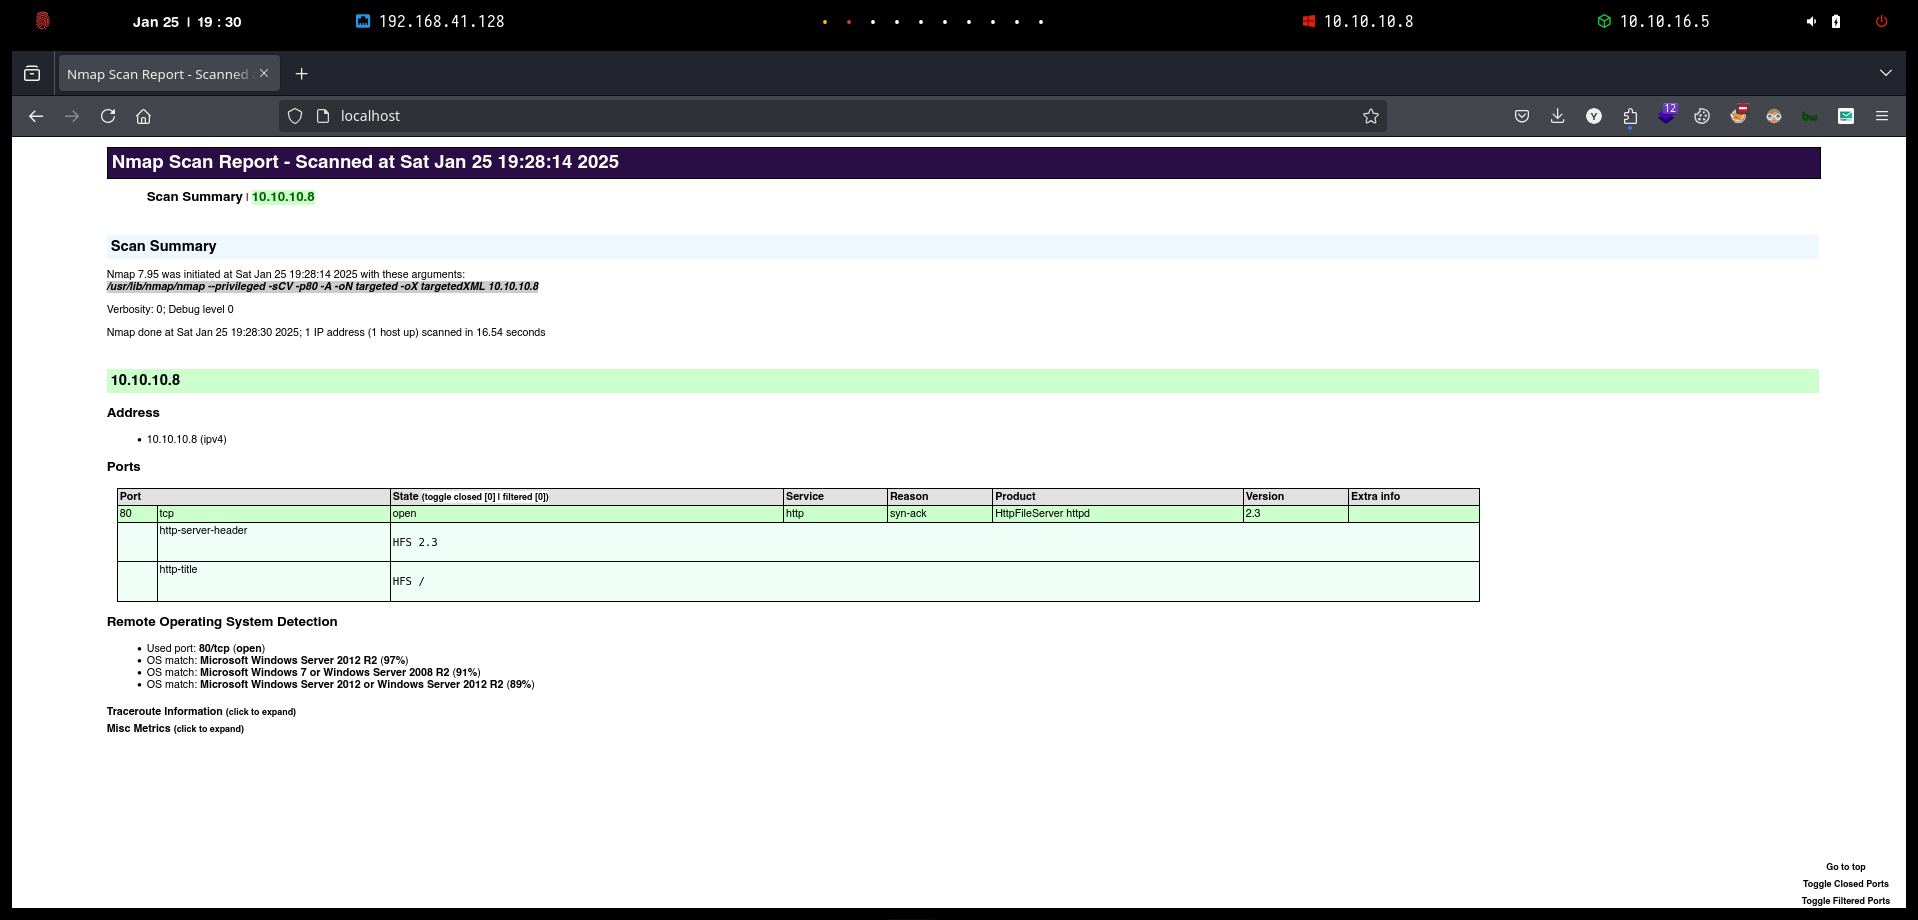 Jan 25 | 19 : 30 192.168.41.128 10.10.10.8 10.10.16.5
Nmap Scan Report - Scanned
localhost 12
Nmap Scan Report - Scanned at Sat Jan 25 19:28:14 2025
Scan Summary | 10.10.10.8
Scan Summary
Nmap 7.95 was initiated at Sat Jan 25 19:28:14 2025 with these arguments:
/usr/lib/nmap/nmap --privileged -sCV -p80 -A -oN targeted -oX targetedXML 10.10.10.8
Verbosity: 0; Debug level 0
Nmap done at Sat Jan 25 19:28:30 2025; 1 IP address (1 host up) scanned in 16.54 seconds
10.10.10.8
Address
• 10.10.10.8 (ipv4)
Ports
Port State (toggle closed [0] | filtered [0]) Service Reason Product Version Extra info
80 tcp open http syn-ack HttpFileServer httpd 2.3
http-server-header HFS 2.3
http-title HFS /
Remote Operating System Detection
• Used port: 80/tcp (open)
• OS match: Microsoft Windows Server 2012 R2 (97%)
• OS match: Microsoft Windows 7 or Windows Server 2008 R2 (91%)
• OS match: Microsoft Windows Server 2012 or Windows Server 2012 R2 (89%)
Traceroute Information (click to expand)
Misc Metrics (click to expand)
Go to top
Toggle Closed Ports
Toggle Filtered Ports